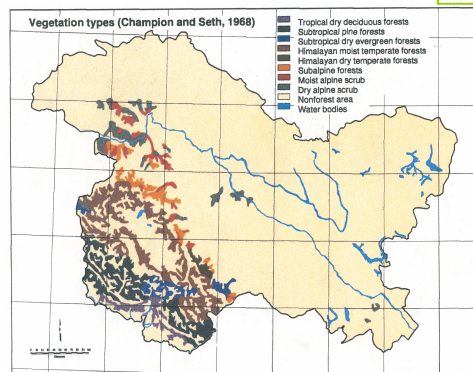 Vegetation types (Champion and Seth, 1968)
Tropical dry deciduous forests
Subtropical pine forests
Subtropical dry evergreen forests
Himalayan moist temperate forests
Himalayan dry temperate forests
Subalpine forests
Moist alpine scrub
Dry alpine scrub
Nonforest area
Water bodies